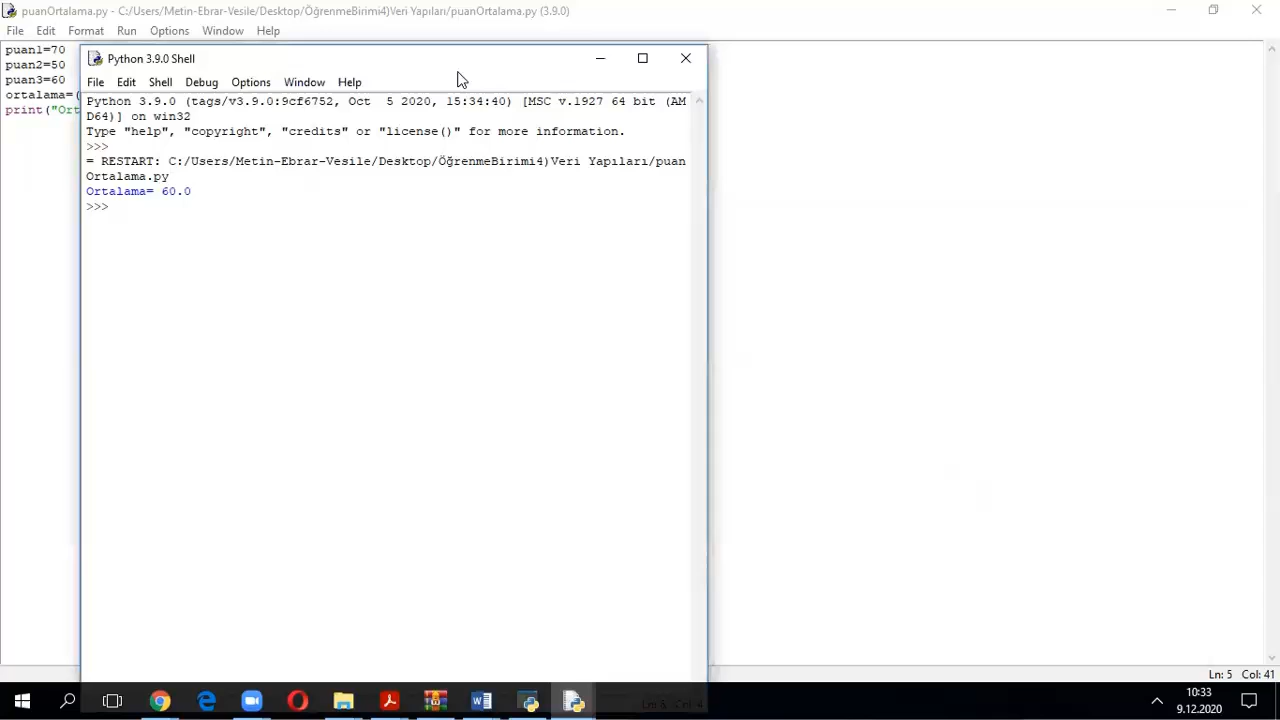 puanOrtalama.py - C:/Users/Metin-Ebrar-Vesile/Desktop/ÖğrenmeBirimi4)Veri Yapıları/puanOrtalama.py (3.9.0)
File Edit Format Run Options Window Help
puan1=70
puan2=50
puan3=60
ortalama=(
print("Ort
Python 3.9.0 Shell
File Edit Shell Debug Options Window Help
Python 3.9.0 (tags/v3.9.0:9cf6752, Oct  5 2020, 15:34:40) [MSC v.1927 64 bit (AM
D64)] on win32
Type "help", "copyright", "credits" or "license()" for more information.
>>>
= RESTART: C:/Users/Metin-Ebrar-Vesile/Desktop/ÖğrenmeBirimi4)Veri Yapıları/puan
Ortalama.py
Ortalama= 60.0
>>>
Ln: 5 Col: 41
10:33
9.12.2020